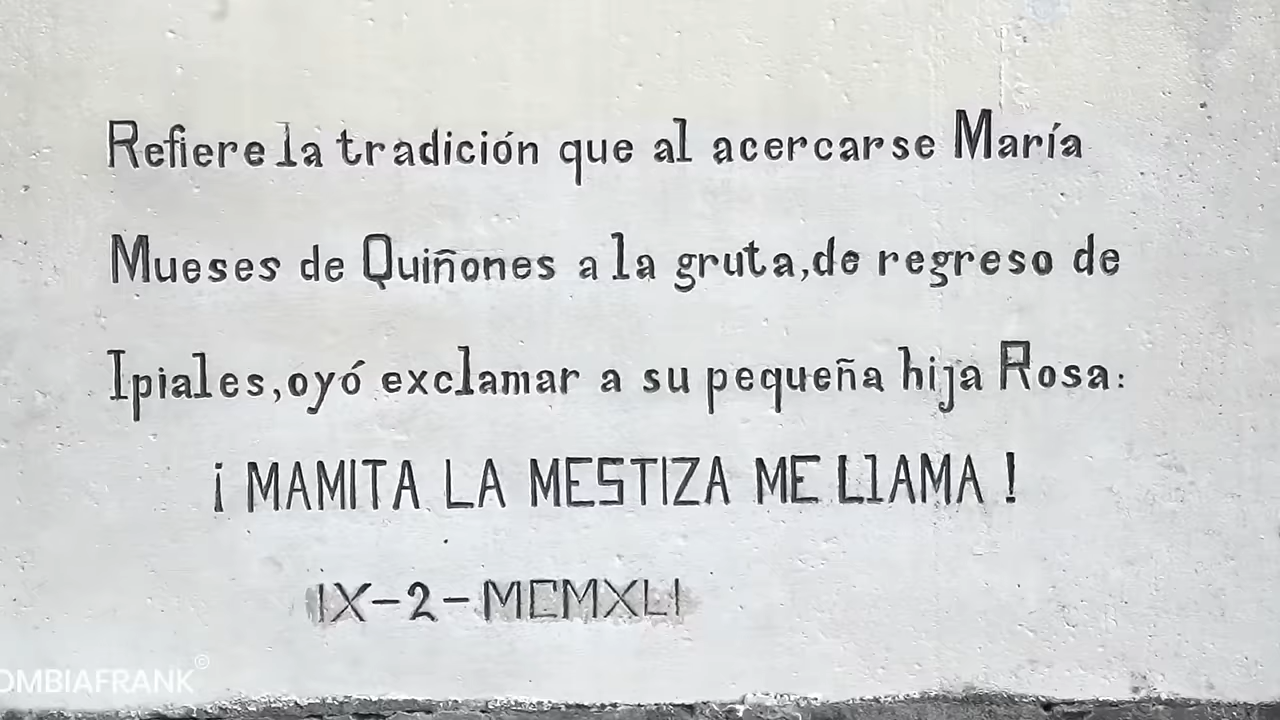 Refiere la tradición que al acercarse María
Mueses de Quiñones a la gruta, de regreso de
Ipiales, oyó exclamar a su pequeña hija Rosa:
¡ MAMITA LA MESTIZA ME LLAMA !
IX-2-MCMXLI
OMBIAFRANK©